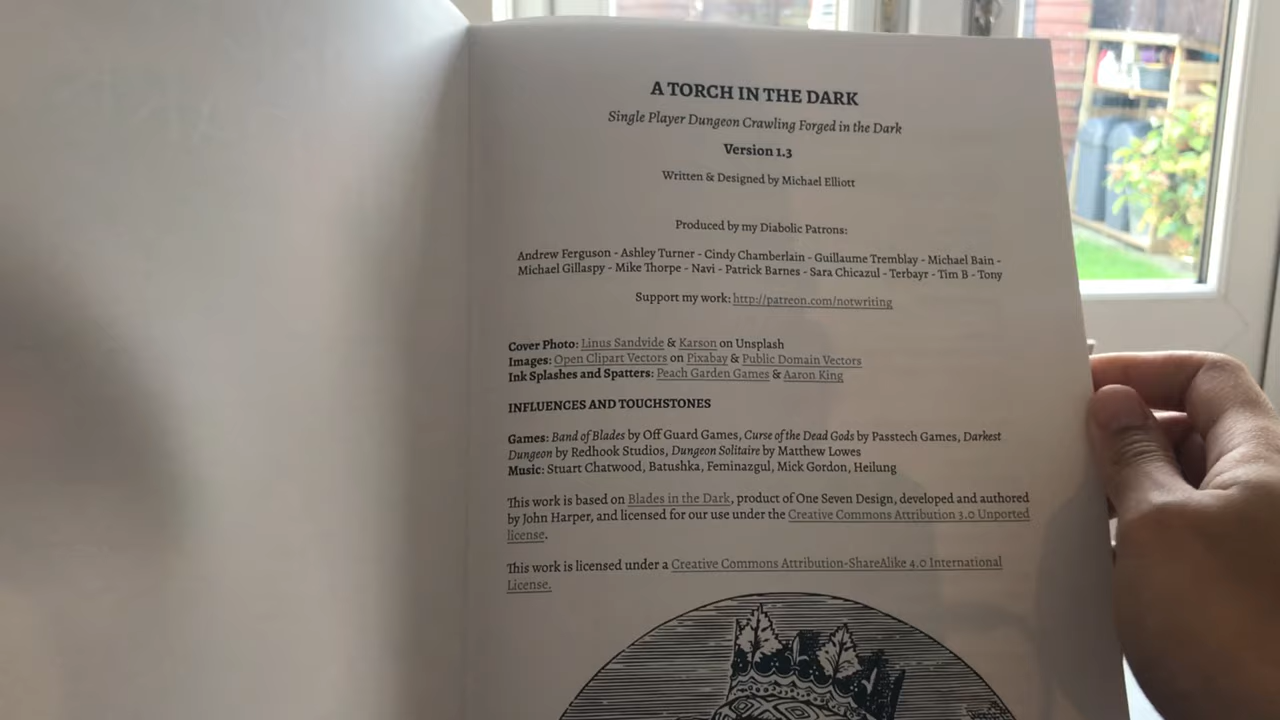 A TORCH IN THE DARK
Single Player Dungeon Crawling Forged in the Dark
Version 1.3
Written & Designed by Michael Elliott
Produced by my Diabolic Patrons:
Andrew Ferguson - Ashley Turner - Cindy Chamberlain - Guillaume Tremblay - Michael Bain -
Michael Gillaspy - Mike Thorpe - Navi - Patrick Barnes - Sara Chicazul - Terbayr - Tim B - Tony
Support my work: http://patreon.com/notwriting
Cover Photo: Linus Sandvide & Karson on Unsplash
Images: Open Clipart Vectors on Pixabay & Public Domain Vectors
Ink Splashes and Spatters: Peach Garden Games & Aaron King
INFLUENCES AND TOUCHSTONES
Games: Band of Blades by Off Guard Games, Curse of the Dead Gods by Passtech Games, Darkest
Dungeon by Redhook Studios, Dungeon Solitaire by Matthew Lowes
Music: Stuart Chatwood, Batushka, Feminazgul, Mick Gordon, Heilung
This work is based on Blades in the Dark, product of One Seven Design, developed and authored
by John Harper, and licensed for our use under the Creative Commons Attribution 3.0 Unported
license.
This work is licensed under a Creative Commons Attribution-ShareAlike 4.0 International
License.